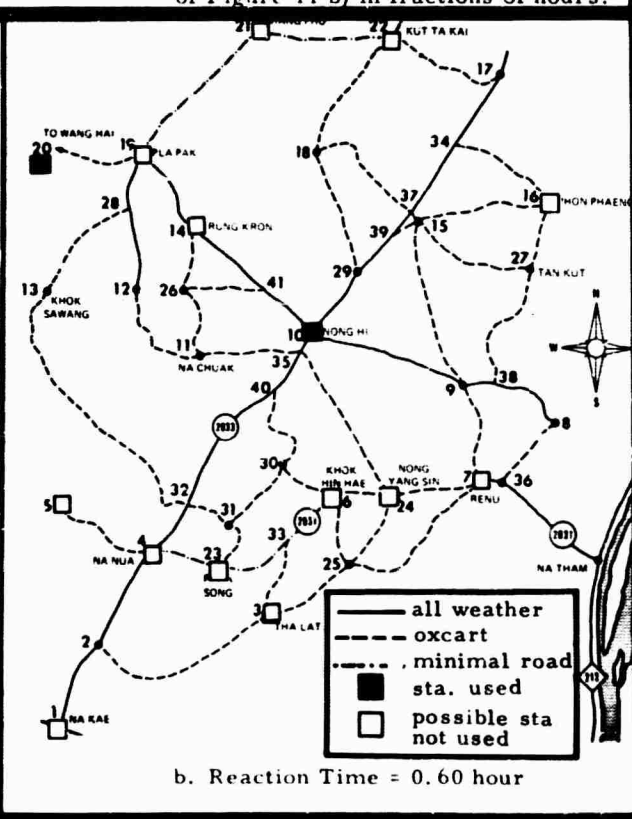 of Figure 11-B, in fractions of hours.
21
22
KUT TA KAI
17
TO WANG HAI
20
19
LA PAK
34
18
37
16
HON PHAENG
28
14
RUNG KRON
39
15
27
TAN KUT
29
13
KHOK
SAWANG
12
26
41
10
NONG HI
N
W
E
S
11
NA CHUAK
35
40
9
38
8
2033
30
KHOK
HIN HAE
6
NONG
YANG SIN
24
7
RENU
36
32
5
31
4
NA NUA
23
SONG
33
2031
25
2031
NA THAM
3
THA LAT
2
212
1
NA KAE
all weather
oxcart
minimal road
sta. used
possible sta
not used
b. Reaction Time = 0.60 hour